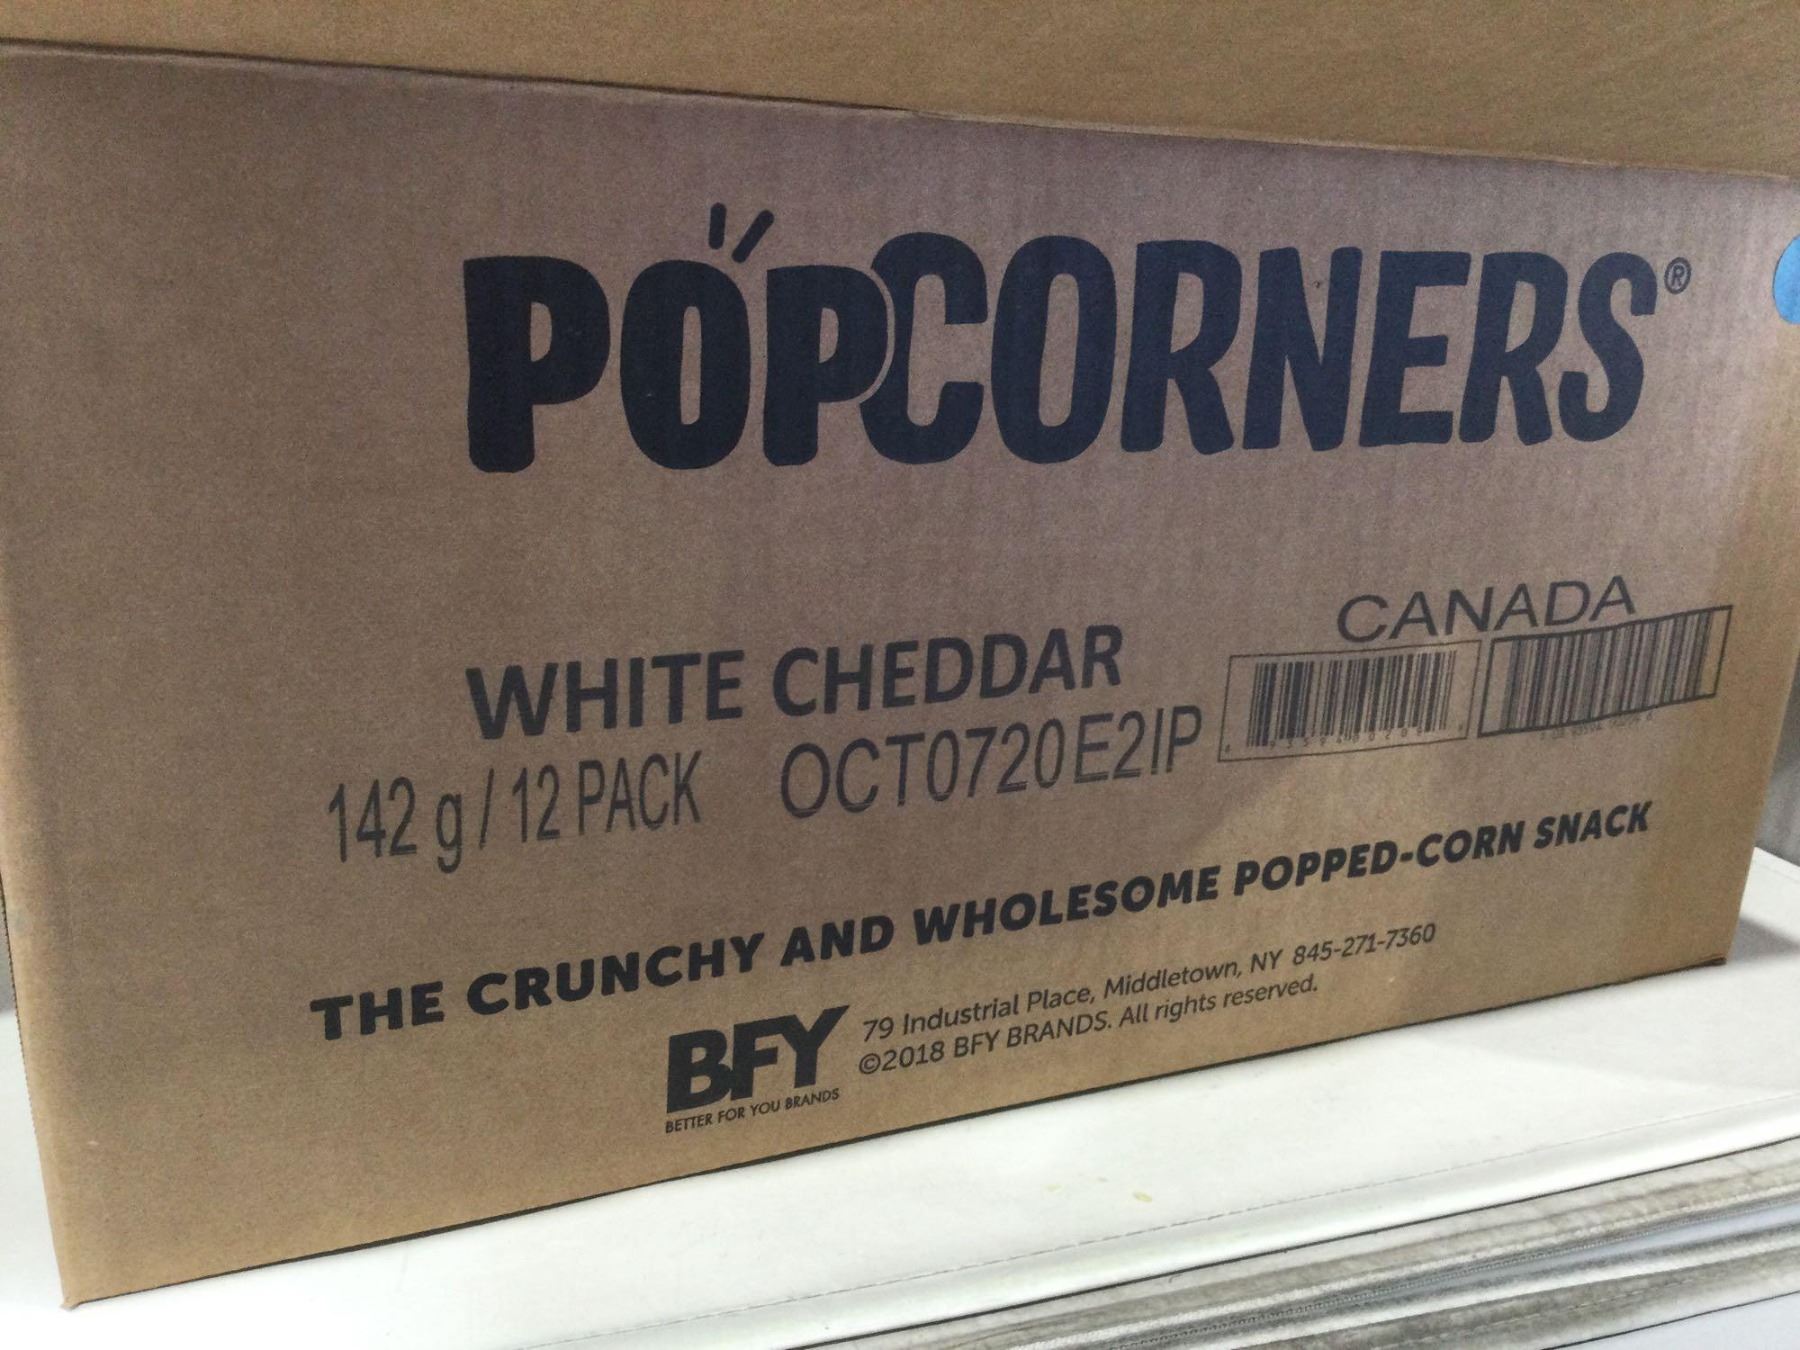 POPCORNERS®
CANADA
WHITE CHEDDAR
142 g / 12 PACK OCT0720E2IP
THE CRUNCHY AND WHOLESOME POPPED-CORN SNACK
BFY
BETTER FOR YOU BRANDS
79 Industrial Place, Middletown, NY 845-271-7360
©2018 BFY BRANDS. All rights reserved.